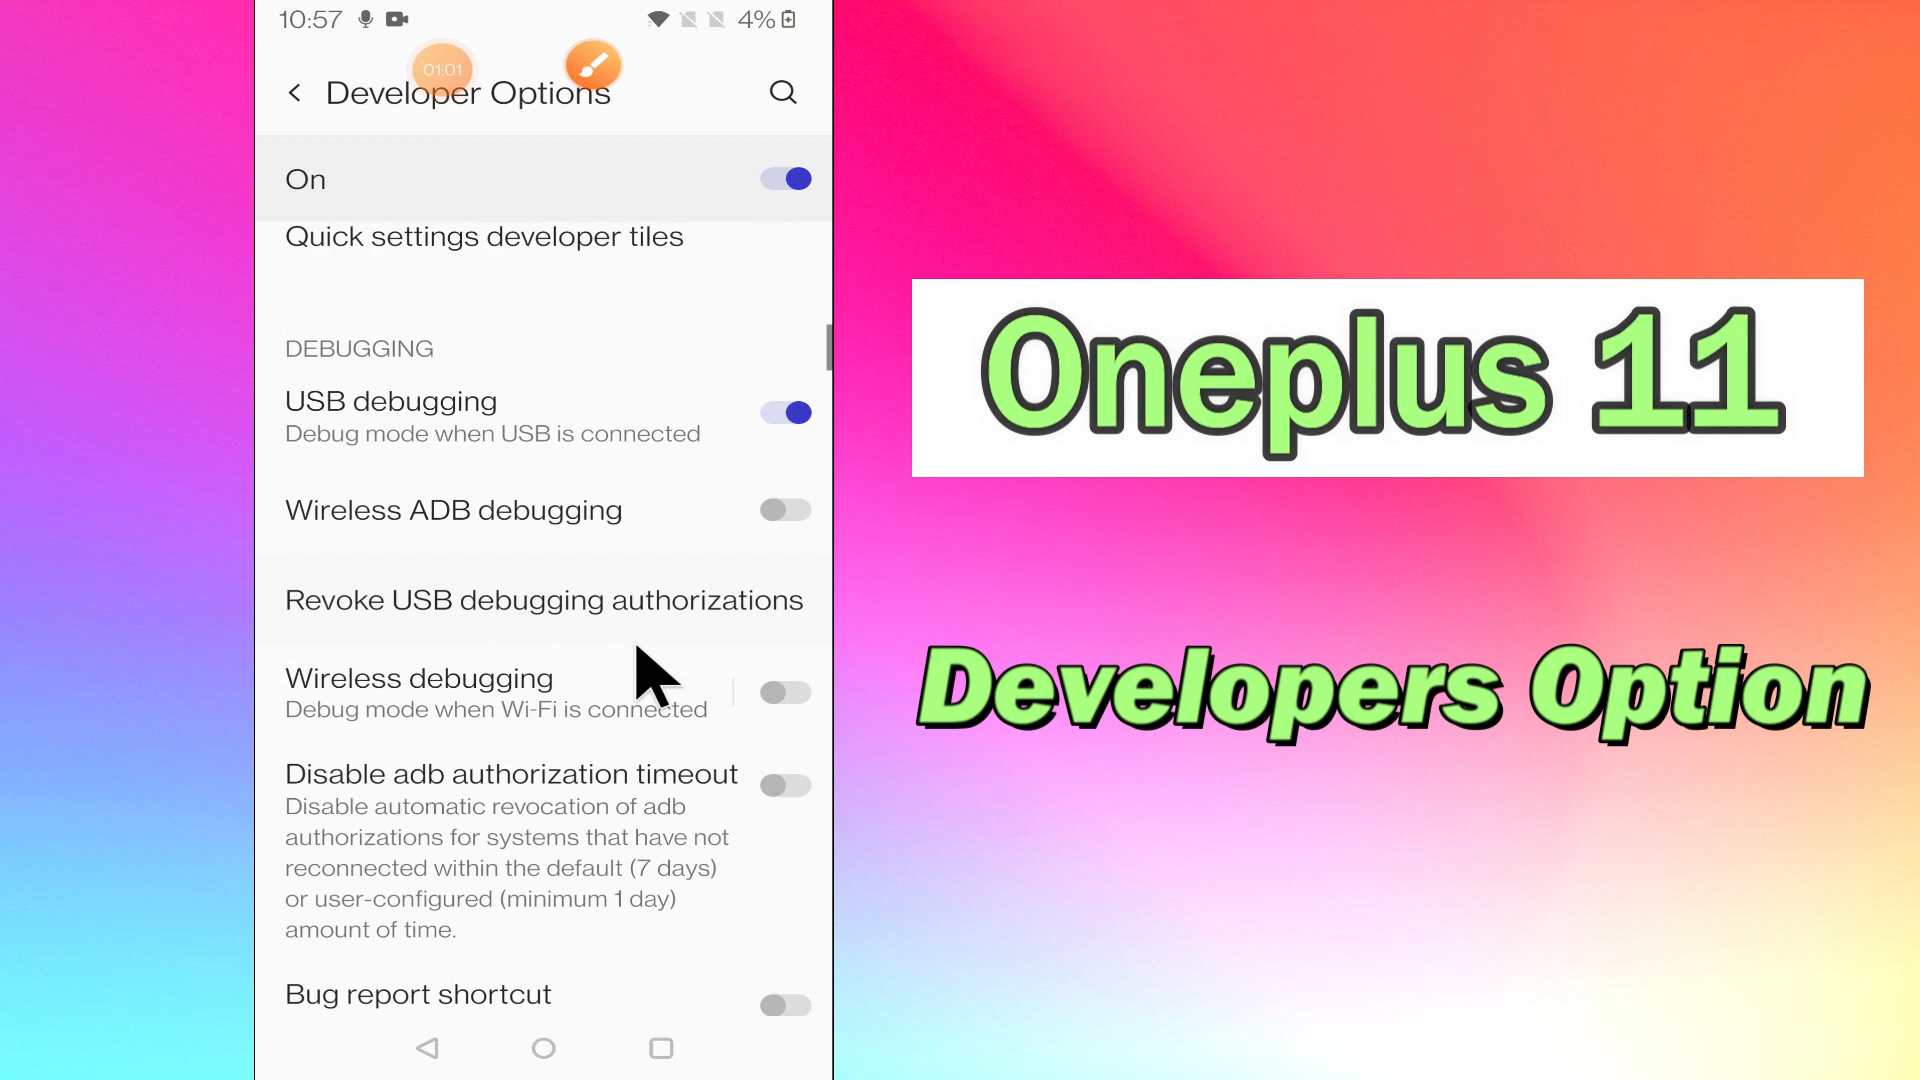 10:57
4%
01:01
Developer Options
On
Quick settings developer tiles
DEBUGGING
USB debugging
Debug mode when USB is connected
Wireless ADB debugging
Revoke USB debugging authorizations
Wireless debugging
Debug mode when Wi-Fi is connected
Disable adb authorization timeout
Disable automatic revocation of adb
authorizations for systems that have not
reconnected within the default (7 days)
or user-configured (minimum 1 day)
amount of time.
Bug report shortcut
Oneplus 11
Developers Option